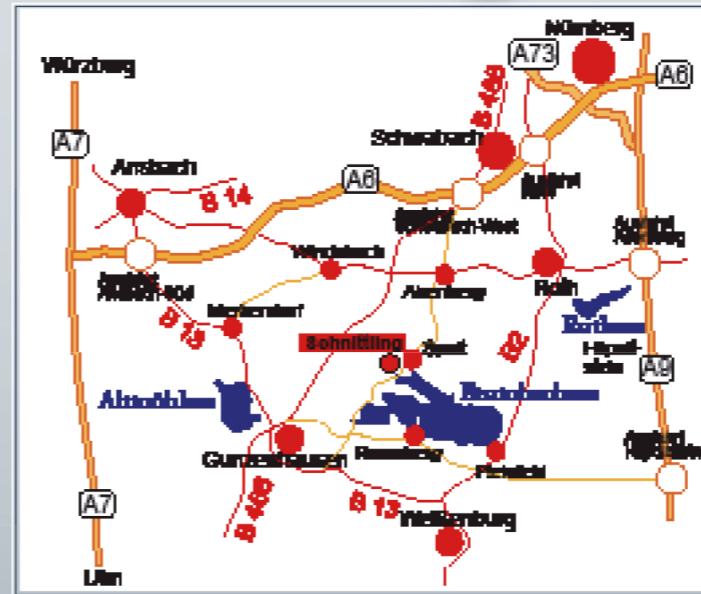 Nürnberg
A73
A6
Würzburg
B 466
A7
Schwabach
Ansbach
A6
B 14
Windsbach
Abenberg
Roth
Merkendorf
B 13
Schnittling
B2
Rothsee
A9
Altmühlsee
Brombachsee
Gunzenhausen
Ramsberg
Pleinfeld
A7
B 466
B 13
Weißenburg
Ulm